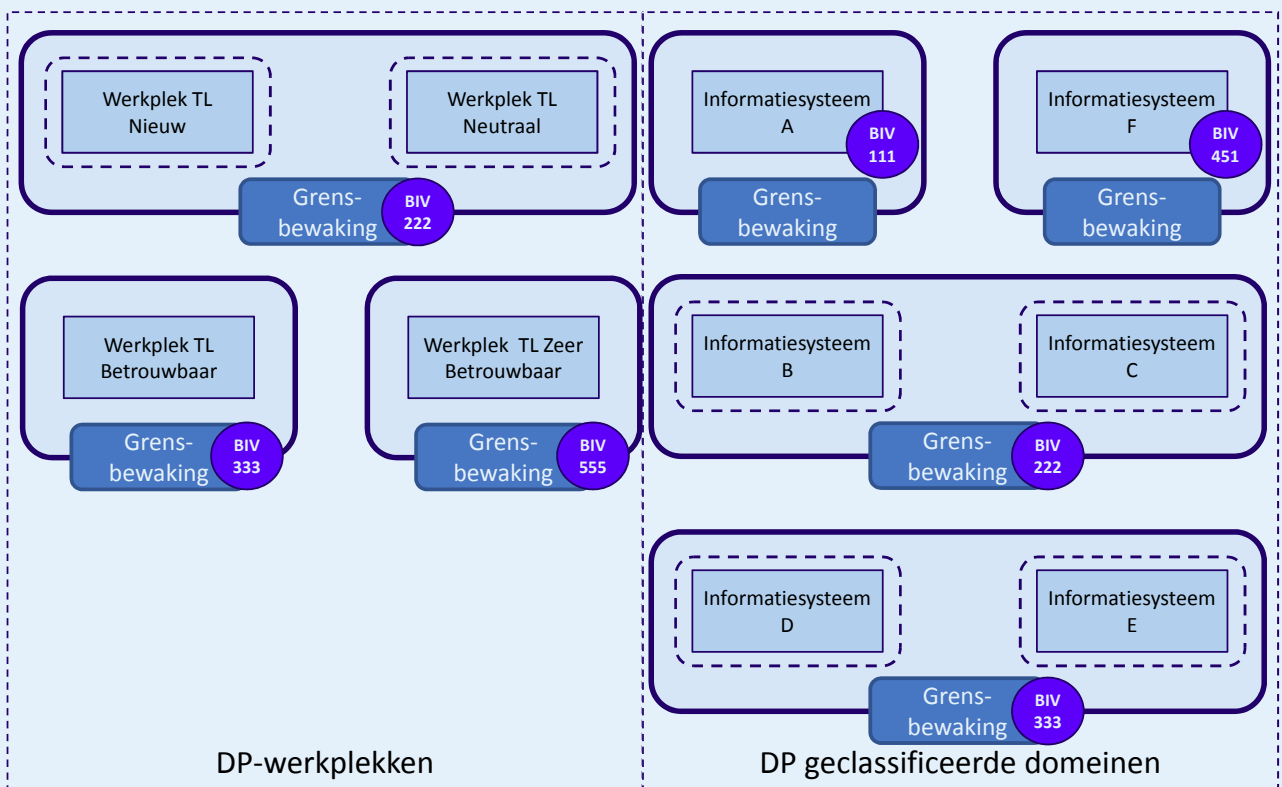 Werkplek TL
Nieuw
Werkplek TL
Neutraal
Grens-
bewaking
BIV
222
Werkplek TL
Betrouwbaar
Grens-
bewaking
BIV
333
Werkplek TL Zeer
Betrouwbaar
Grens-
bewaking
BIV
555
DP-werkplekken
Informatiesysteem
A
BIV
111
Grens-
bewaking
Informatiesysteem
F
BIV
451
Grens-
bewaking
Informatiesysteem
B
Informatiesysteem
C
Grens-
bewaking
BIV
222
Informatiesysteem
D
Informatiesysteem
E
Grens-
bewaking
BIV
333
DP geclassificeerde domeinen